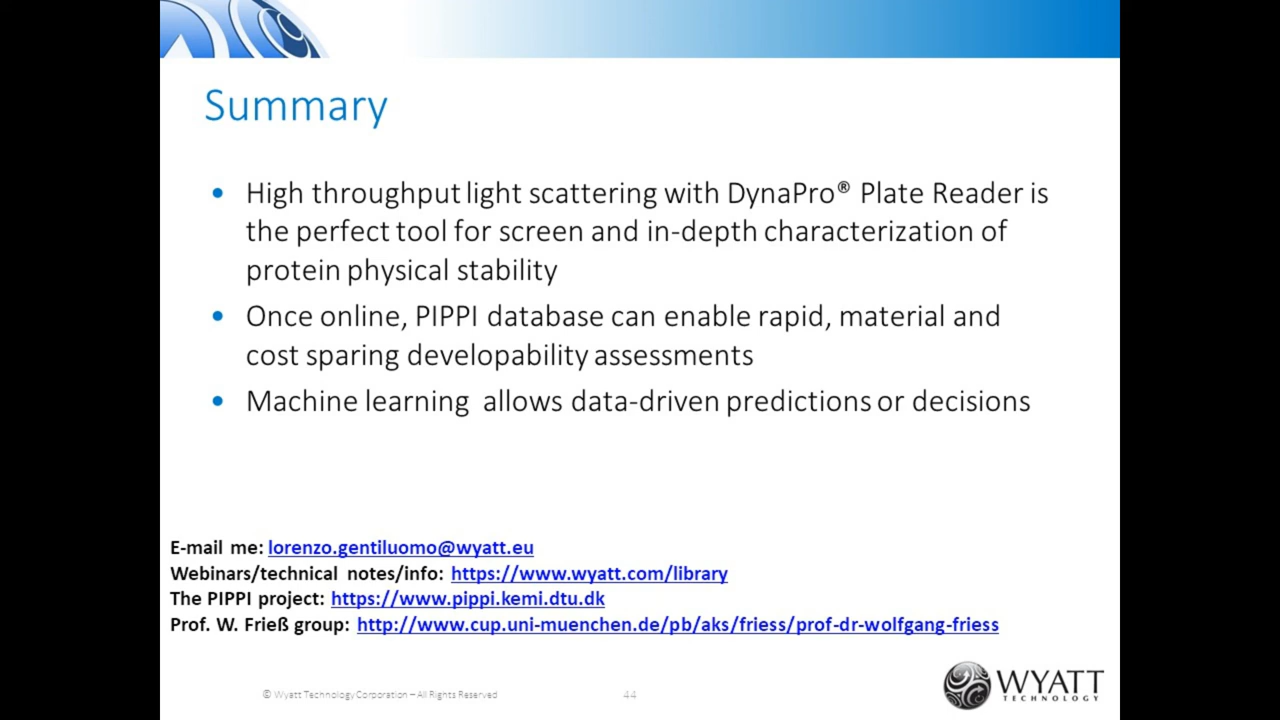 Summary
• High throughput light scattering with DynaPro® Plate Reader is
the perfect tool for screen and in-depth characterization of
protein physical stability
• Once online, PIPPI database can enable rapid, material and
cost sparing developability assessments
• Machine learning allows data-driven predictions or decisions
E-mail me: lorenzo.gentiluomo@wyatt.eu
Webinars/technical notes/info: https://www.wyatt.com/library
The PIPPI project: https://www.pippi.kemi.dtu.dk
Prof. W. Frieß group: http://www.cup.uni-muenchen.de/pb/aks/friess/prof-dr-wolfgang-friess
© Wyatt Technology Corporation – All Rights Reserved
44
WYATT
TECHNOLOGY